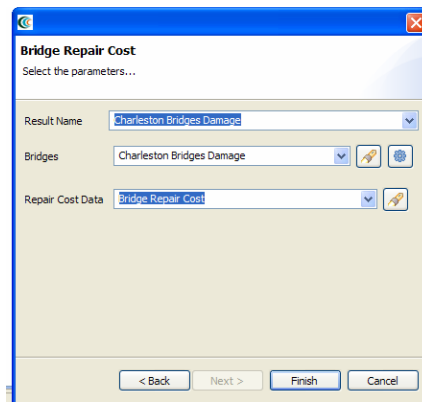 Bridge Repair Cost
Select the parameters...
Result Name Charleston Bridges Damage
Bridges Charleston Bridges Damage
Repair Cost Data Bridge Repair Cost
< Back Next > Finish Cancel